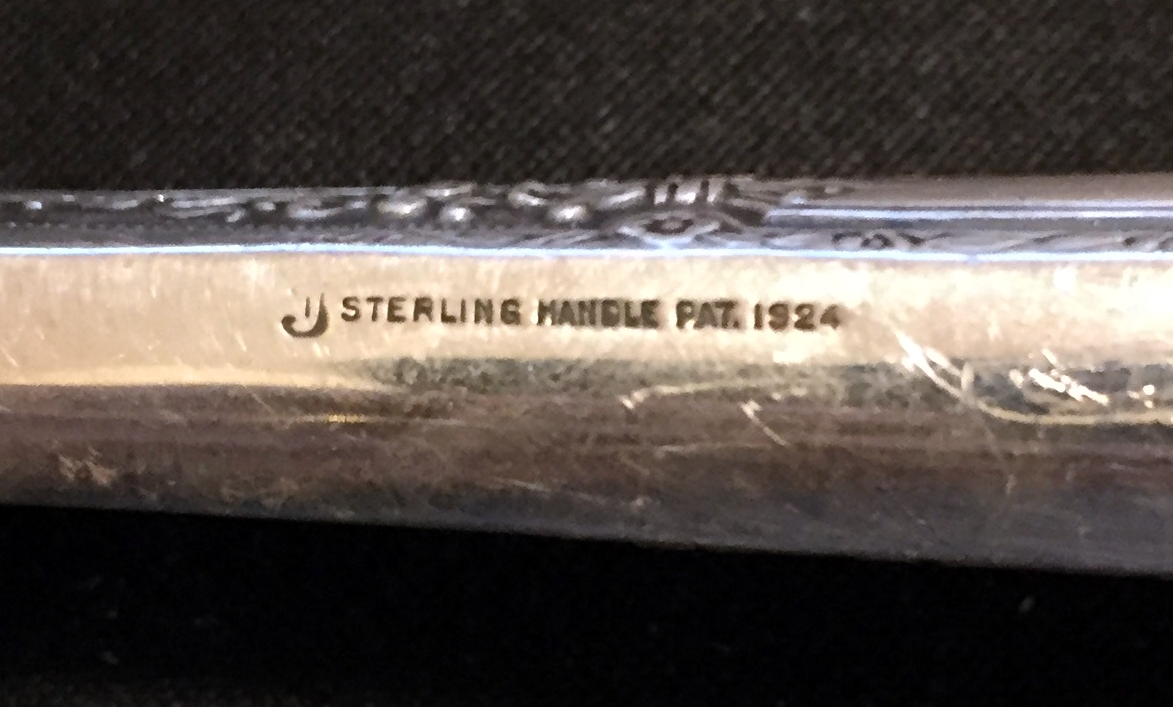 STERLING HANDLE PAT. 1924